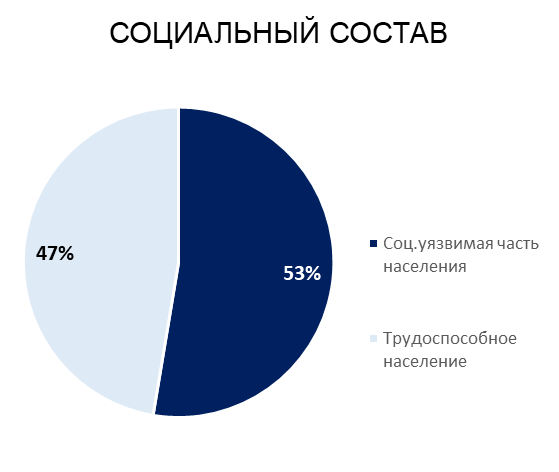 СОЦИАЛЬНЫЙ СОСТАВ
47%
53%
Соц.уязвимая часть
населения
Трудоспособное
население